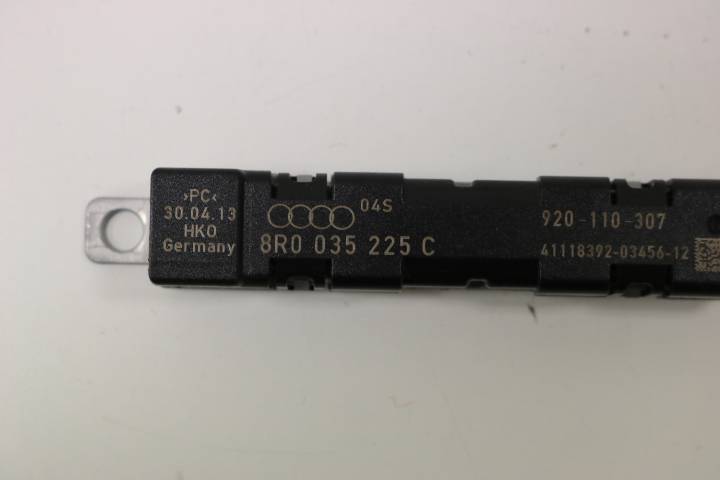 ›PC‹
30.04.13
HKO
Germany
04S
8R0 035 225 C
920-110-307
41118392-03456-12